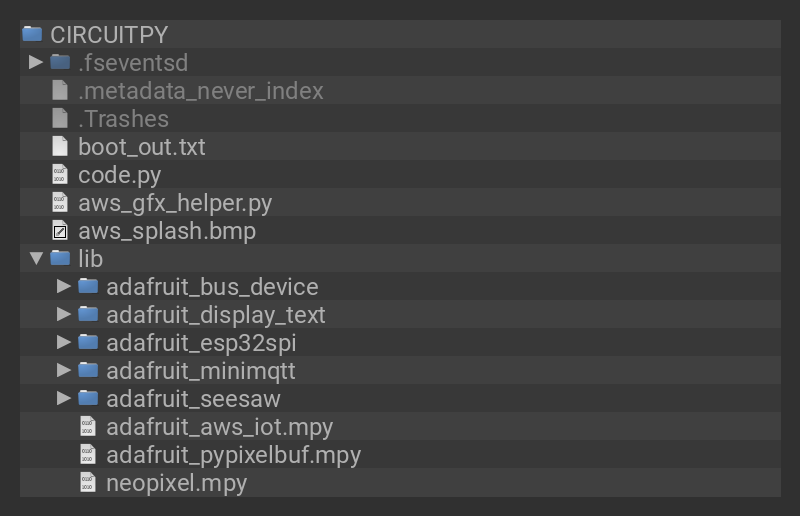 CIRCUITPY
.fseventsd
.metadata_never_index
.Trashes
boot_out.txt
code.py
aws_gfx_helper.py
aws_splash.bmp
lib
adafruit_bus_device
adafruit_display_text
adafruit_esp32spi
adafruit_minimqtt
adafruit_seesaw
adafruit_aws_iot.mpy
adafruit_pypixelbuf.mpy
neopixel.mpy